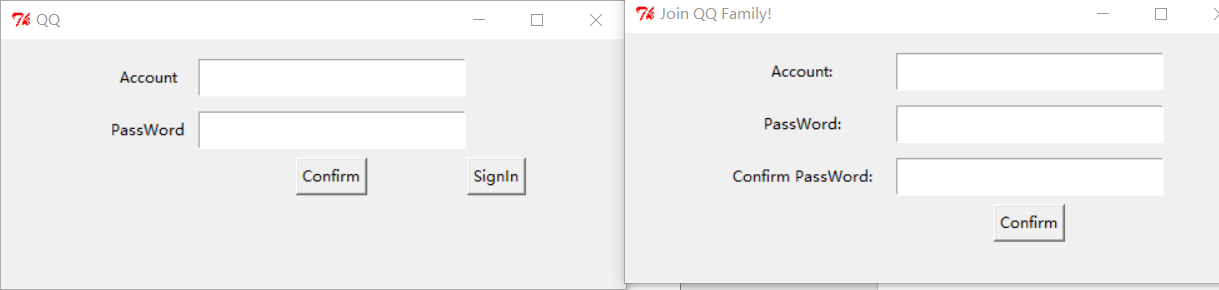 QQ
Account
PassWord
Confirm SignIn
Join QQ Family!
Account:
PassWord:
Confirm PassWord:
Confirm